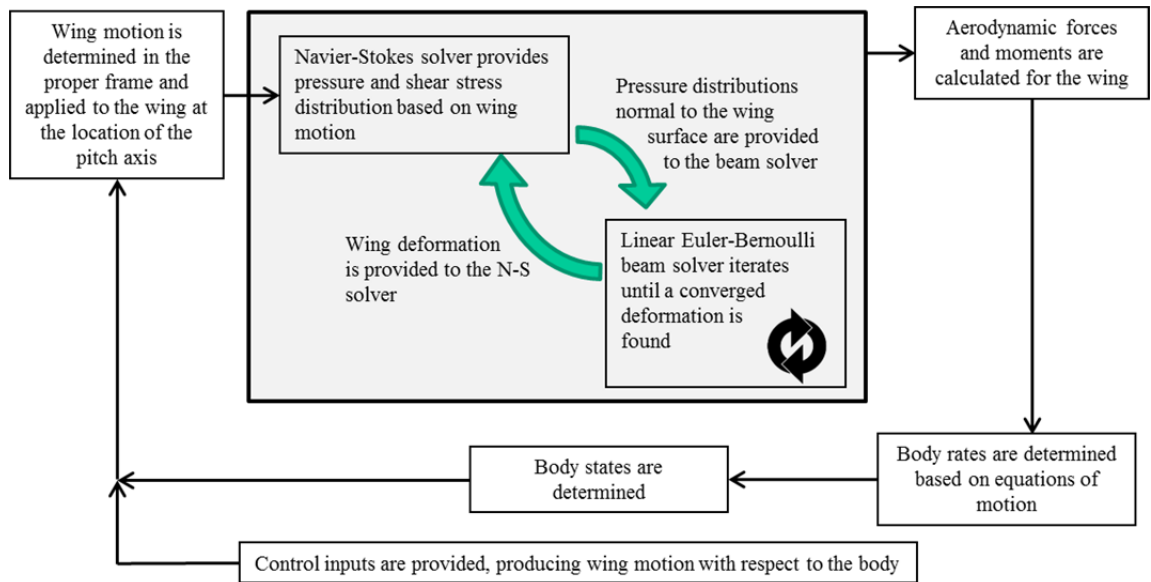 Wing motion is
determined in the
proper frame and
applied to the wing at
the location of the
pitch axis
Navier-Stokes solver provides
pressure and shear stress
distribution based on wing
motion
Pressure distributions
normal to the wing
surface are provided
to the beam solver
Wing deformation
is provided to the N-S
solver
Linear Euler-Bernoulli
beam solver iterates
until a converged
deformation is
found
Aerodynamic forces
and moments are
calculated for the wing
Body rates are determined
based on equations of
motion
Body states are
determined
Control inputs are provided, producing wing motion with respect to the body